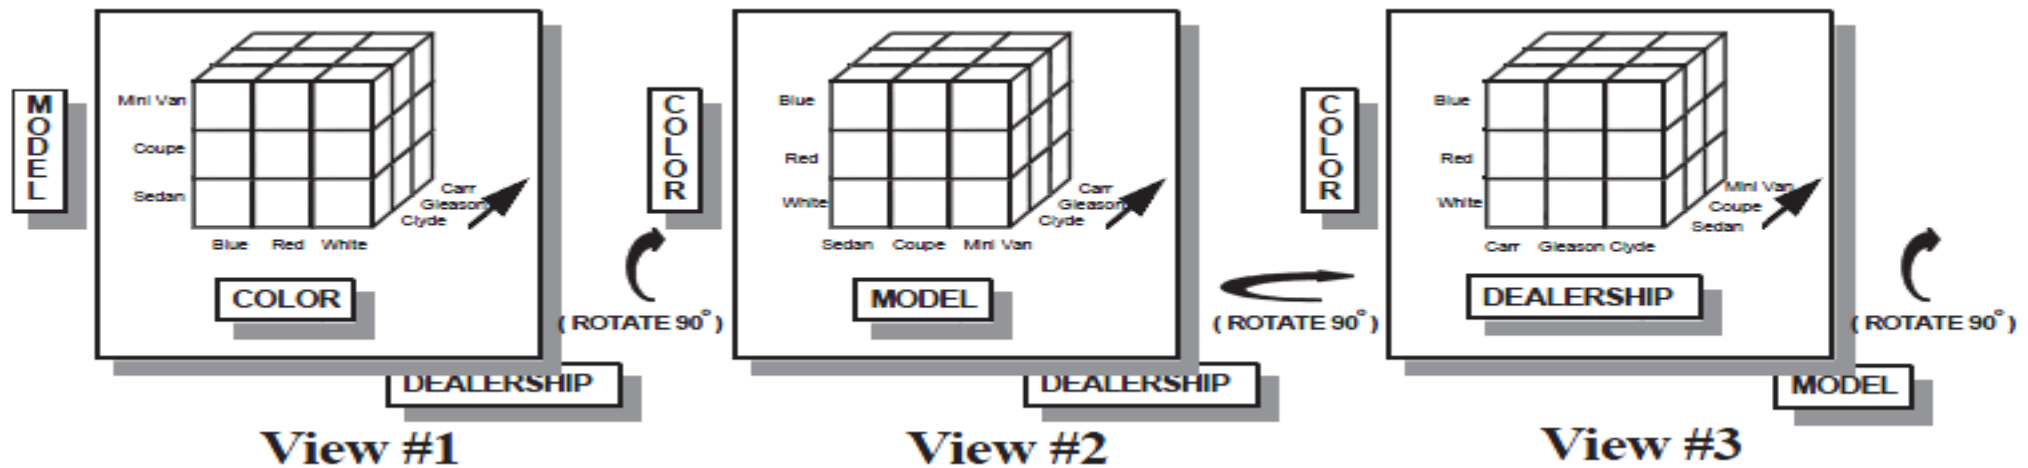 MODEL
Mini Van
Coupe
Sedan
Carr
Gleason
Clyde
Blue Red White
COLOR
( ROTATE 90° )
DEALERSHIP
View #1
COLOR
Blue
Red
White
Carr
Gleason
Clyde
Sedan Coupe Mini Van
MODEL
( ROTATE 90° )
DEALERSHIP
View #2
COLOR
Blue
Red
White
Mini Van
Coupe
Sedan
Carr Gleason Clyde
DEALERSHIP
( ROTATE 90° )
MODEL
View #3